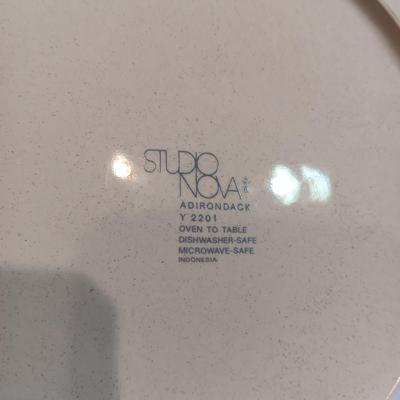 STUDIO
NOVA
ADIRONDACK
Y 2201
OVEN TO TABLE
DISHWASHER-SAFE
MICROWAVE-SAFE
INDONESIA